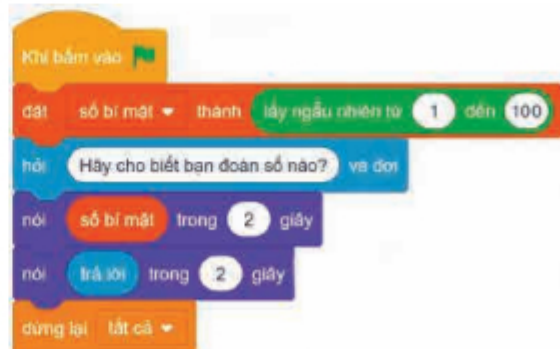 Khi bấm vào
đặt số bí mật thành lấy ngẫu nhiên từ 1 đến 100
hỏi Hãy cho biết bạn đoán số nào? và đợi
nói số bí mật trong 2 giây
nói trả lời trong 2 giây
dừng lại tất cả